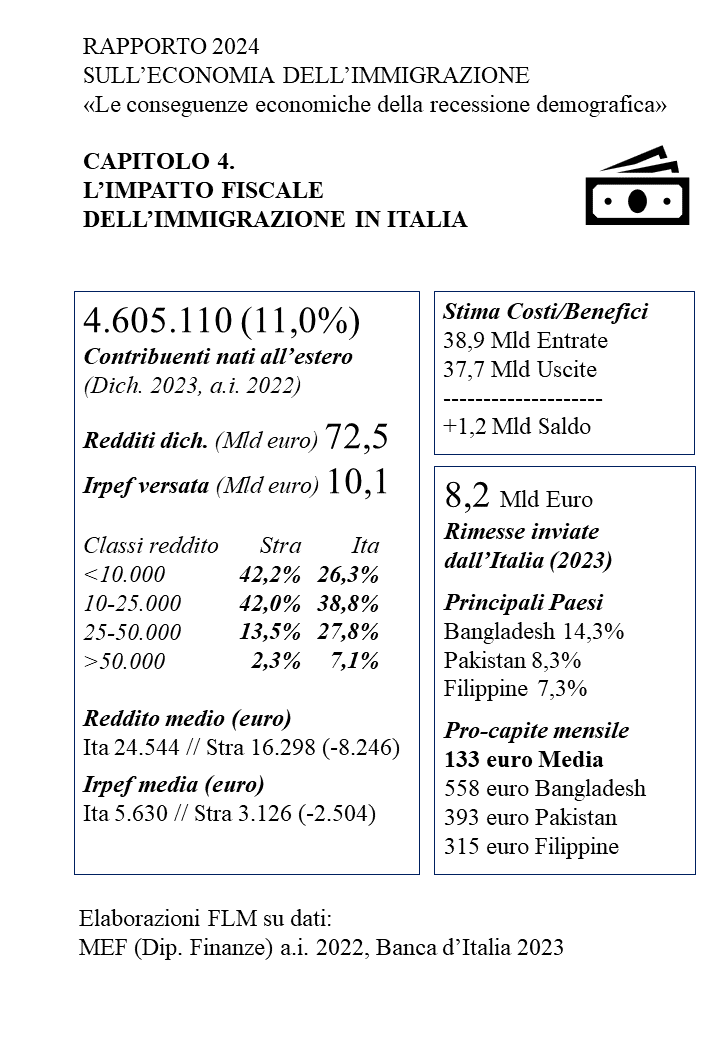 RAPPORTO 2024
SULL’ECONOMIA DELL’IMMIGRAZIONE
«Le conseguenze economiche della recessione demografica»
CAPITOLO 4.
L’IMPATTO FISCALE
DELL’IMMIGRAZIONE IN ITALIA
4.605.110 (11,0%)
Contribuenti nati all’estero
(Dich. 2023, a.i. 2022)
Redditi dich. (Mld euro) 72,5
Irpef versata (Mld euro) 10,1
Classi reddito Stra Ita
<10.000 42,2% 26,3%
10-25.000 42,0% 38,8%
25-50.000 13,5% 27,8%
>50.000 2,3% 7,1%
Reddito medio (euro)
Ita 24.544 // Stra 16.298 (-8.246)
Irpef media (euro)
Ita 5.630 // Stra 3.126 (-2.504)
Stima Costi/Benefici
38,9 Mld Entrate
37,7 Mld Uscite
--------------------
+1,2 Mld Saldo
8,2 Mld Euro
Rimesse inviate
dall’Italia (2023)
Principali Paesi
Bangladesh 14,3%
Pakistan 8,3%
Filippine 7,3%
Pro-capite mensile
133 euro Media
558 euro Bangladesh
393 euro Pakistan
315 euro Filippine
Elaborazioni FLM su dati:
MEF (Dip. Finanze) a.i. 2022, Banca d’Italia 2023